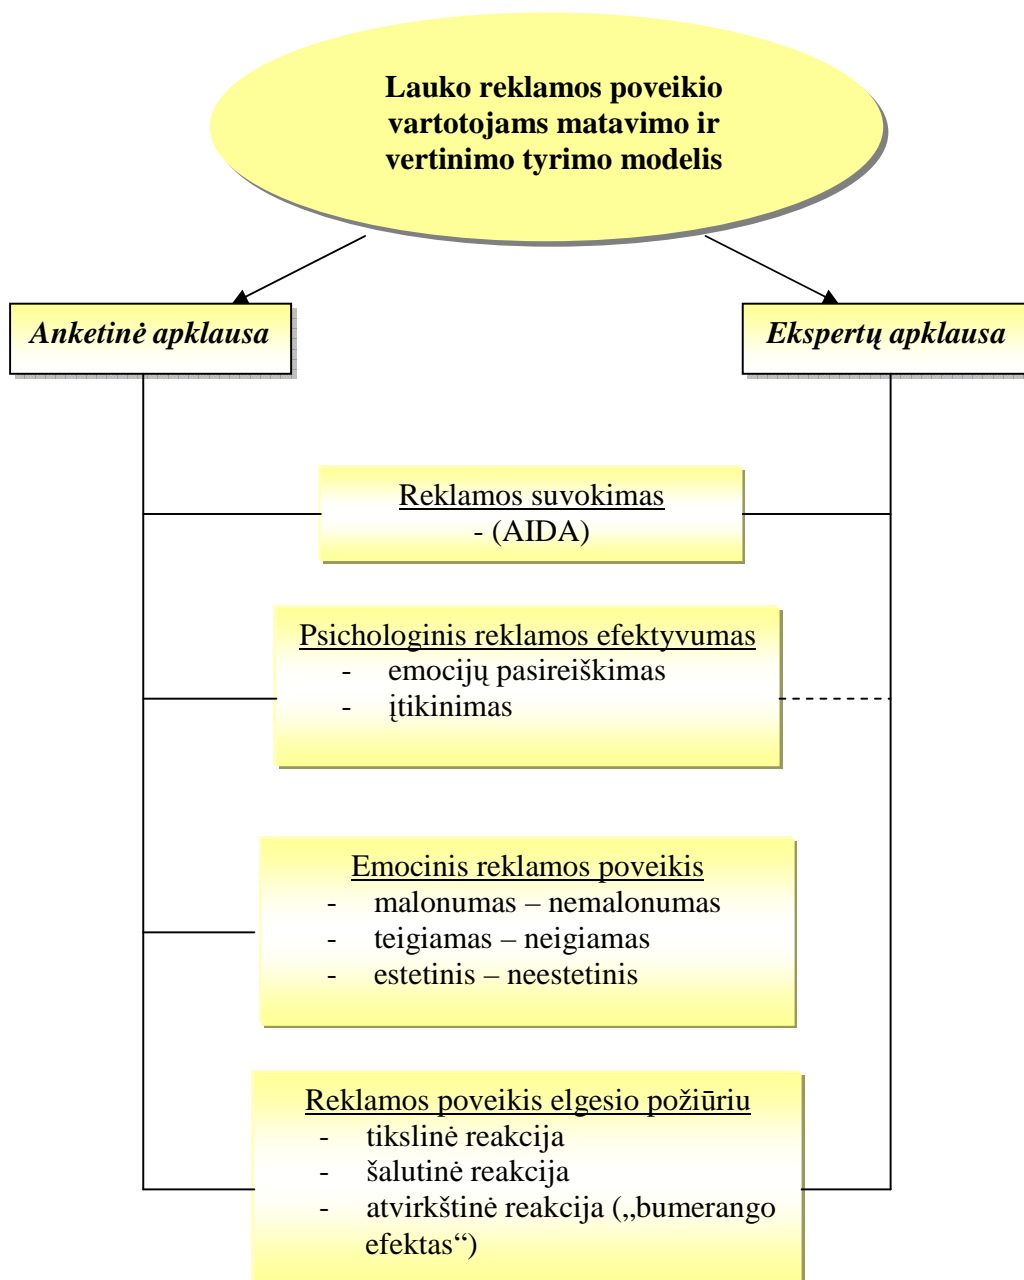 Lauko reklamos poveikio
vartotojams matavimo ir
vertinimo tyrimo modelis
Anketinė apklausa
Ekspertų apklausa
Reklamos suvokimas
- (AIDA)
Psichologinis reklamos efektyvumas
- emocijų pasireiškimas
- įtikinimas
Emocinis reklamos poveikis
- malonumas – nemalonumas
- teigiamas – neigiamas
- estetinis – neestetinis
Reklamos poveikis elgesio požiūriu
- tikslinė reakcija
- šalutinė reakcija
- atvirkštinė reakcija („bumerango
efektas“)